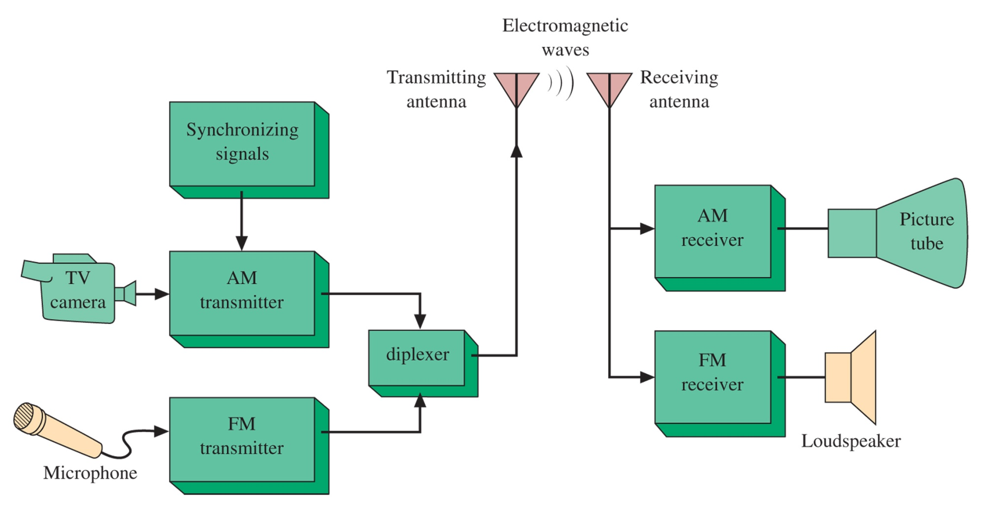 Electromagnetic
waves
Transmitting
antenna
Receiving
antenna
Synchronizing
signals
TV
camera
AM
transmitter
AM
receiver
Picture
tube
diplexer
Microphone
FM
transmitter
FM
receiver
Loudspeaker